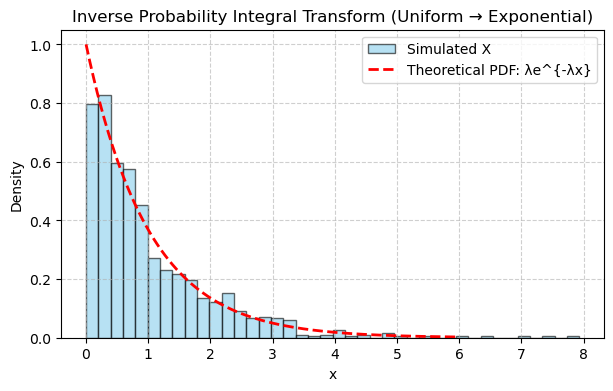 Inverse Probability Integral Transform (Uniform → Exponential)
Simulated X
Theoretical PDF: λe^{-λx}
Density
1.0
0.8
0.6
0.4
0.2
0.0
0 1 2 3 4 5 6 7 8
x